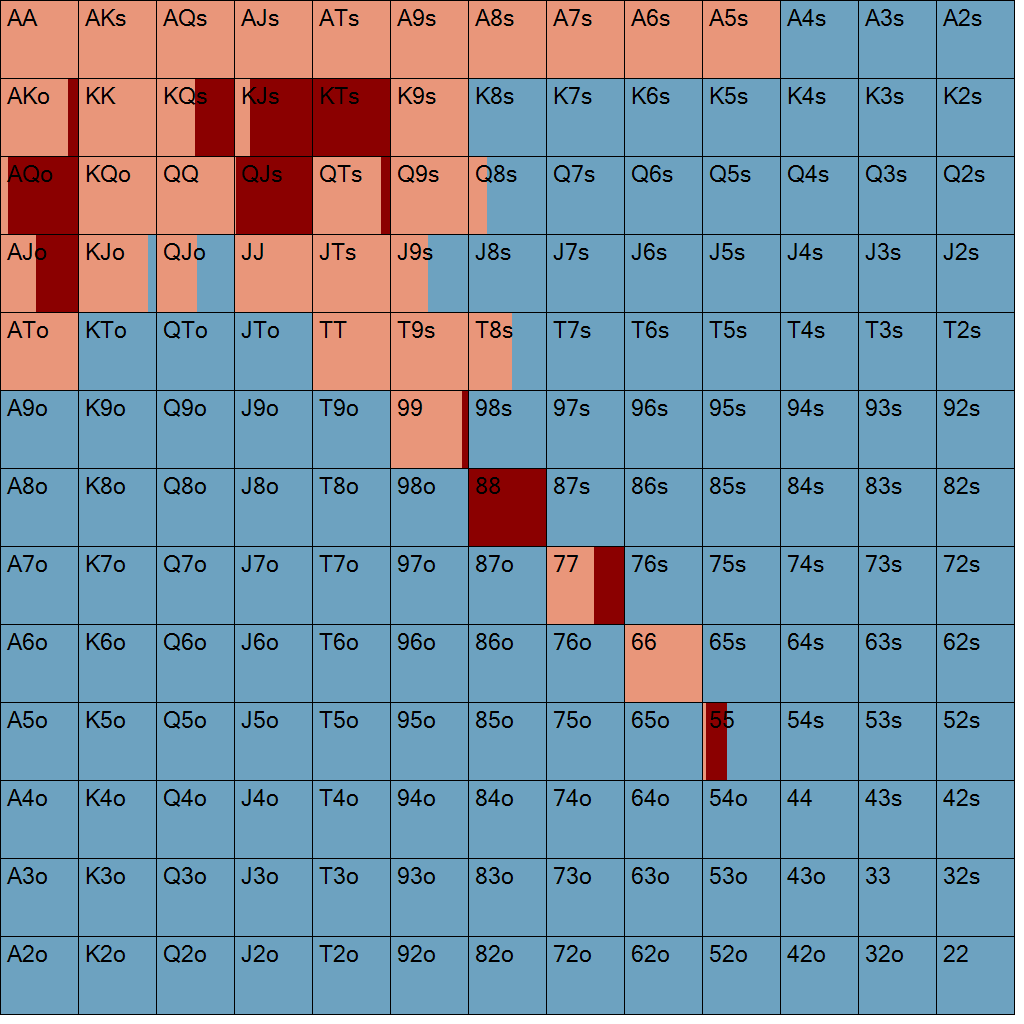 AA AKs AQs AJs ATs A9s A8s A7s A6s A5s A4s A3s A2s
AKo KK KQs KJs KTs K9s K8s K7s K6s K5s K4s K3s K2s
AQo KQo QQ QJs QTs Q9s Q8s Q7s Q6s Q5s Q4s Q3s Q2s
AJo KJo QJo JJ JTs J9s J8s J7s J6s J5s J4s J3s J2s
ATo KTo QTo JTo TT T9s T8s T7s T6s T5s T4s T3s T2s
A9o K9o Q9o J9o T9o 99 98s 97s 96s 95s 94s 93s 92s
A8o K8o Q8o J8o T8o 98o 88 87s 86s 85s 84s 83s 82s
A7o K7o Q7o J7o T7o 97o 87o 77 76s 75s 74s 73s 72s
A6o K6o Q6o J6o T6o 96o 86o 76o 66 65s 64s 63s 62s
A5o K5o Q5o J5o T5o 95o 85o 75o 65o 55 54s 53s 52s
A4o K4o Q4o J4o T4o 94o 84o 74o 64o 54o 44 43s 42s
A3o K3o Q3o J3o T3o 93o 83o 73o 63o 53o 43o 33 32s
A2o K2o Q2o J2o T2o 92o 82o 72o 62o 52o 42o 32o 22